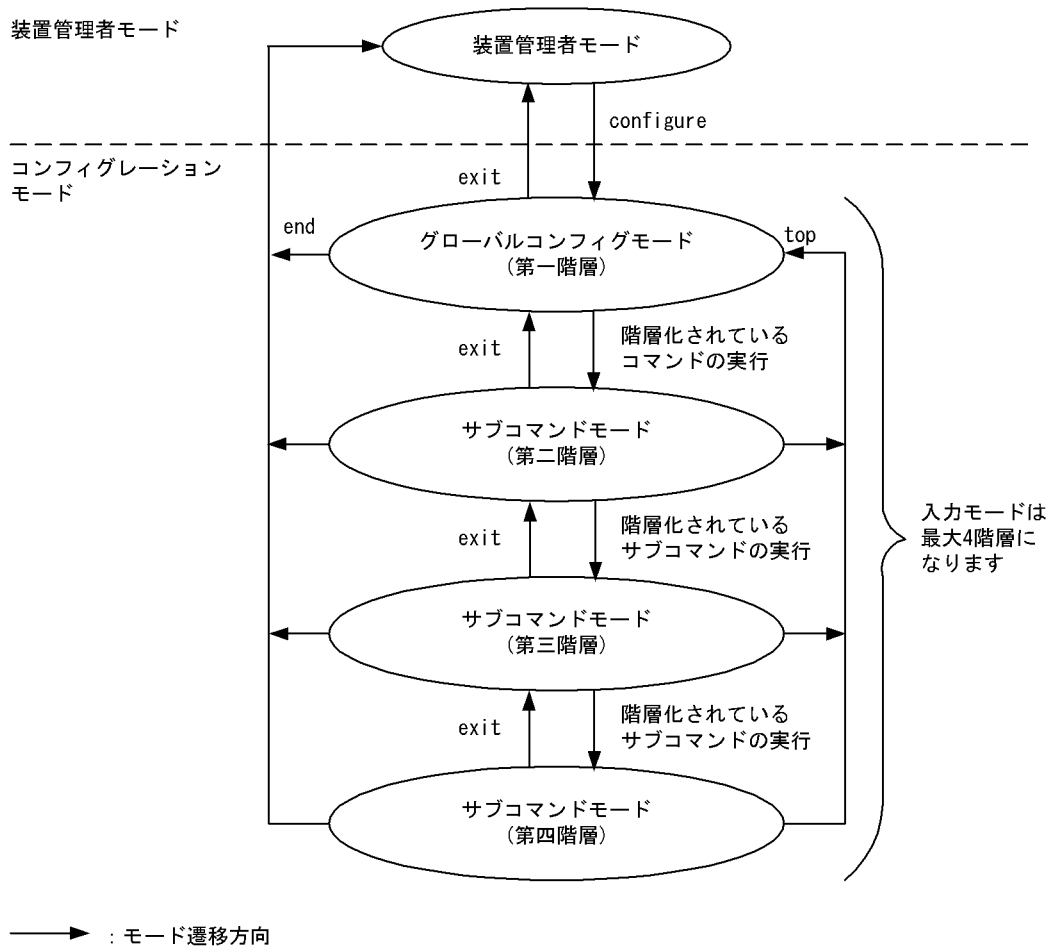 装置管理者モード
装置管理者モード
configure
コンフィグレーション
モード
exit
end
グローバルコンフィグモード
(第一階層)
top
exit
階層化されている
コマンドの実行
サブコマンドモード
(第二階層)
exit
階層化されている
サブコマンドの実行
入力モードは
最大4階層に
なります
サブコマンドモード
(第三階層)
exit
階層化されている
サブコマンドの実行
サブコマンドモード
(第四階層)
:モード遷移方向